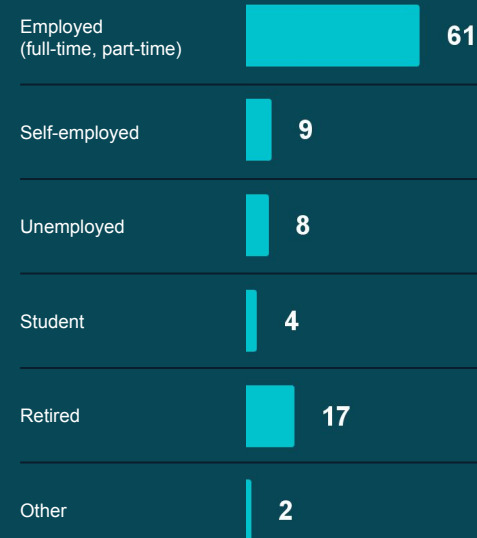 Employed
(full-time, part-time)
61
Self-employed
9
Unemployed
8
Student
4
Retired
17
Other
2